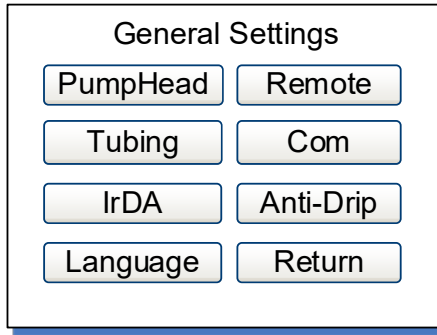 General Settings
PumpHead Remote
Tubing Com
IrDA Anti-Drip
Language Return